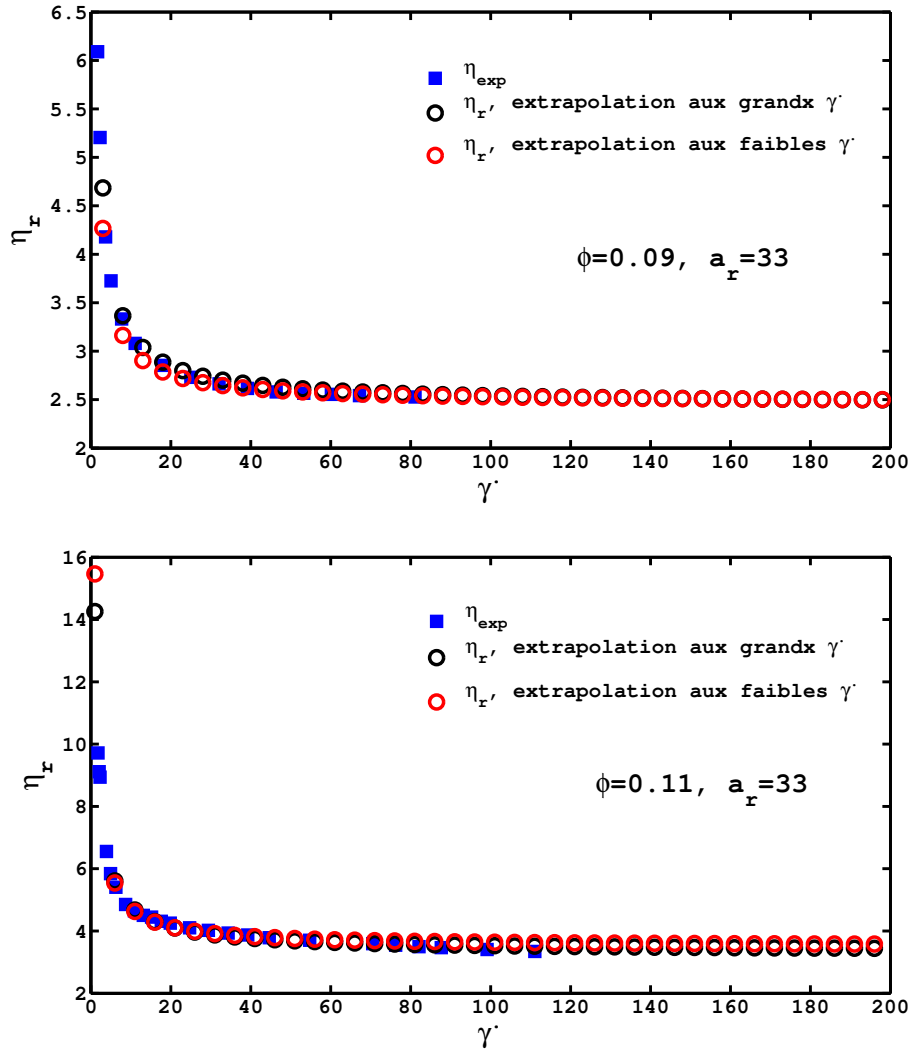 6.5
6
5.5
5
4.5
4
3.5
3
2.5
2
η_r
η_exp
η_r, extrapolation aux grandx γ̇
η_r, extrapolation aux faibles γ̇
ϕ=0.09, a_r=33
0 20 40 60 80 100 120 140 160 180 200
γ̇
16
14
12
10
8
6
4
2
η_r
η_exp
η_r, extrapolation aux grandx γ̇
η_r, extrapolation aux faibles γ̇
ϕ=0.11, a_r=33
0 20 40 60 80 100 120 140 160 180 200
γ̇